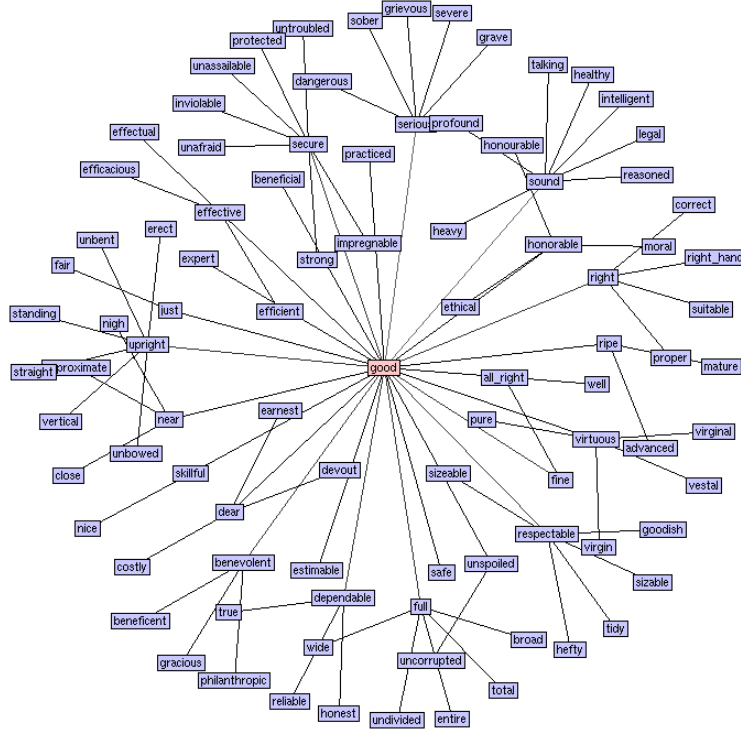 grievous
severe
sober
untroubled
grave
protected
talking
unassailable
healthy
dangerous
intelligent
inviolable
serious
profound
effectual
legal
secure
honourable
unafraid
practiced
efficacious
beneficial
sound
reasoned
correct
effective
erect
heavy
unbent
impregnable
honorable
moral
right_hand
expert
strong
fair
right
suitable
just
efficient
ethical
standing
nigh
upright
ripe
proper
mature
straight
proximate
good
all_right
well
earnest
vertical
near
pure
virtuous
virginal
unbowed
advanced
close
skillful
devout
sizeable
fine
vestal
dear
nice
respectable
goodish
virgin
costly
benevolent
estimable
safe
unspoiled
sizable
dependable
full
true
beneficent
tidy
broad
wide
hefty
gracious
uncorrupted
philanthropic
total
reliable
honest
undivided
entire